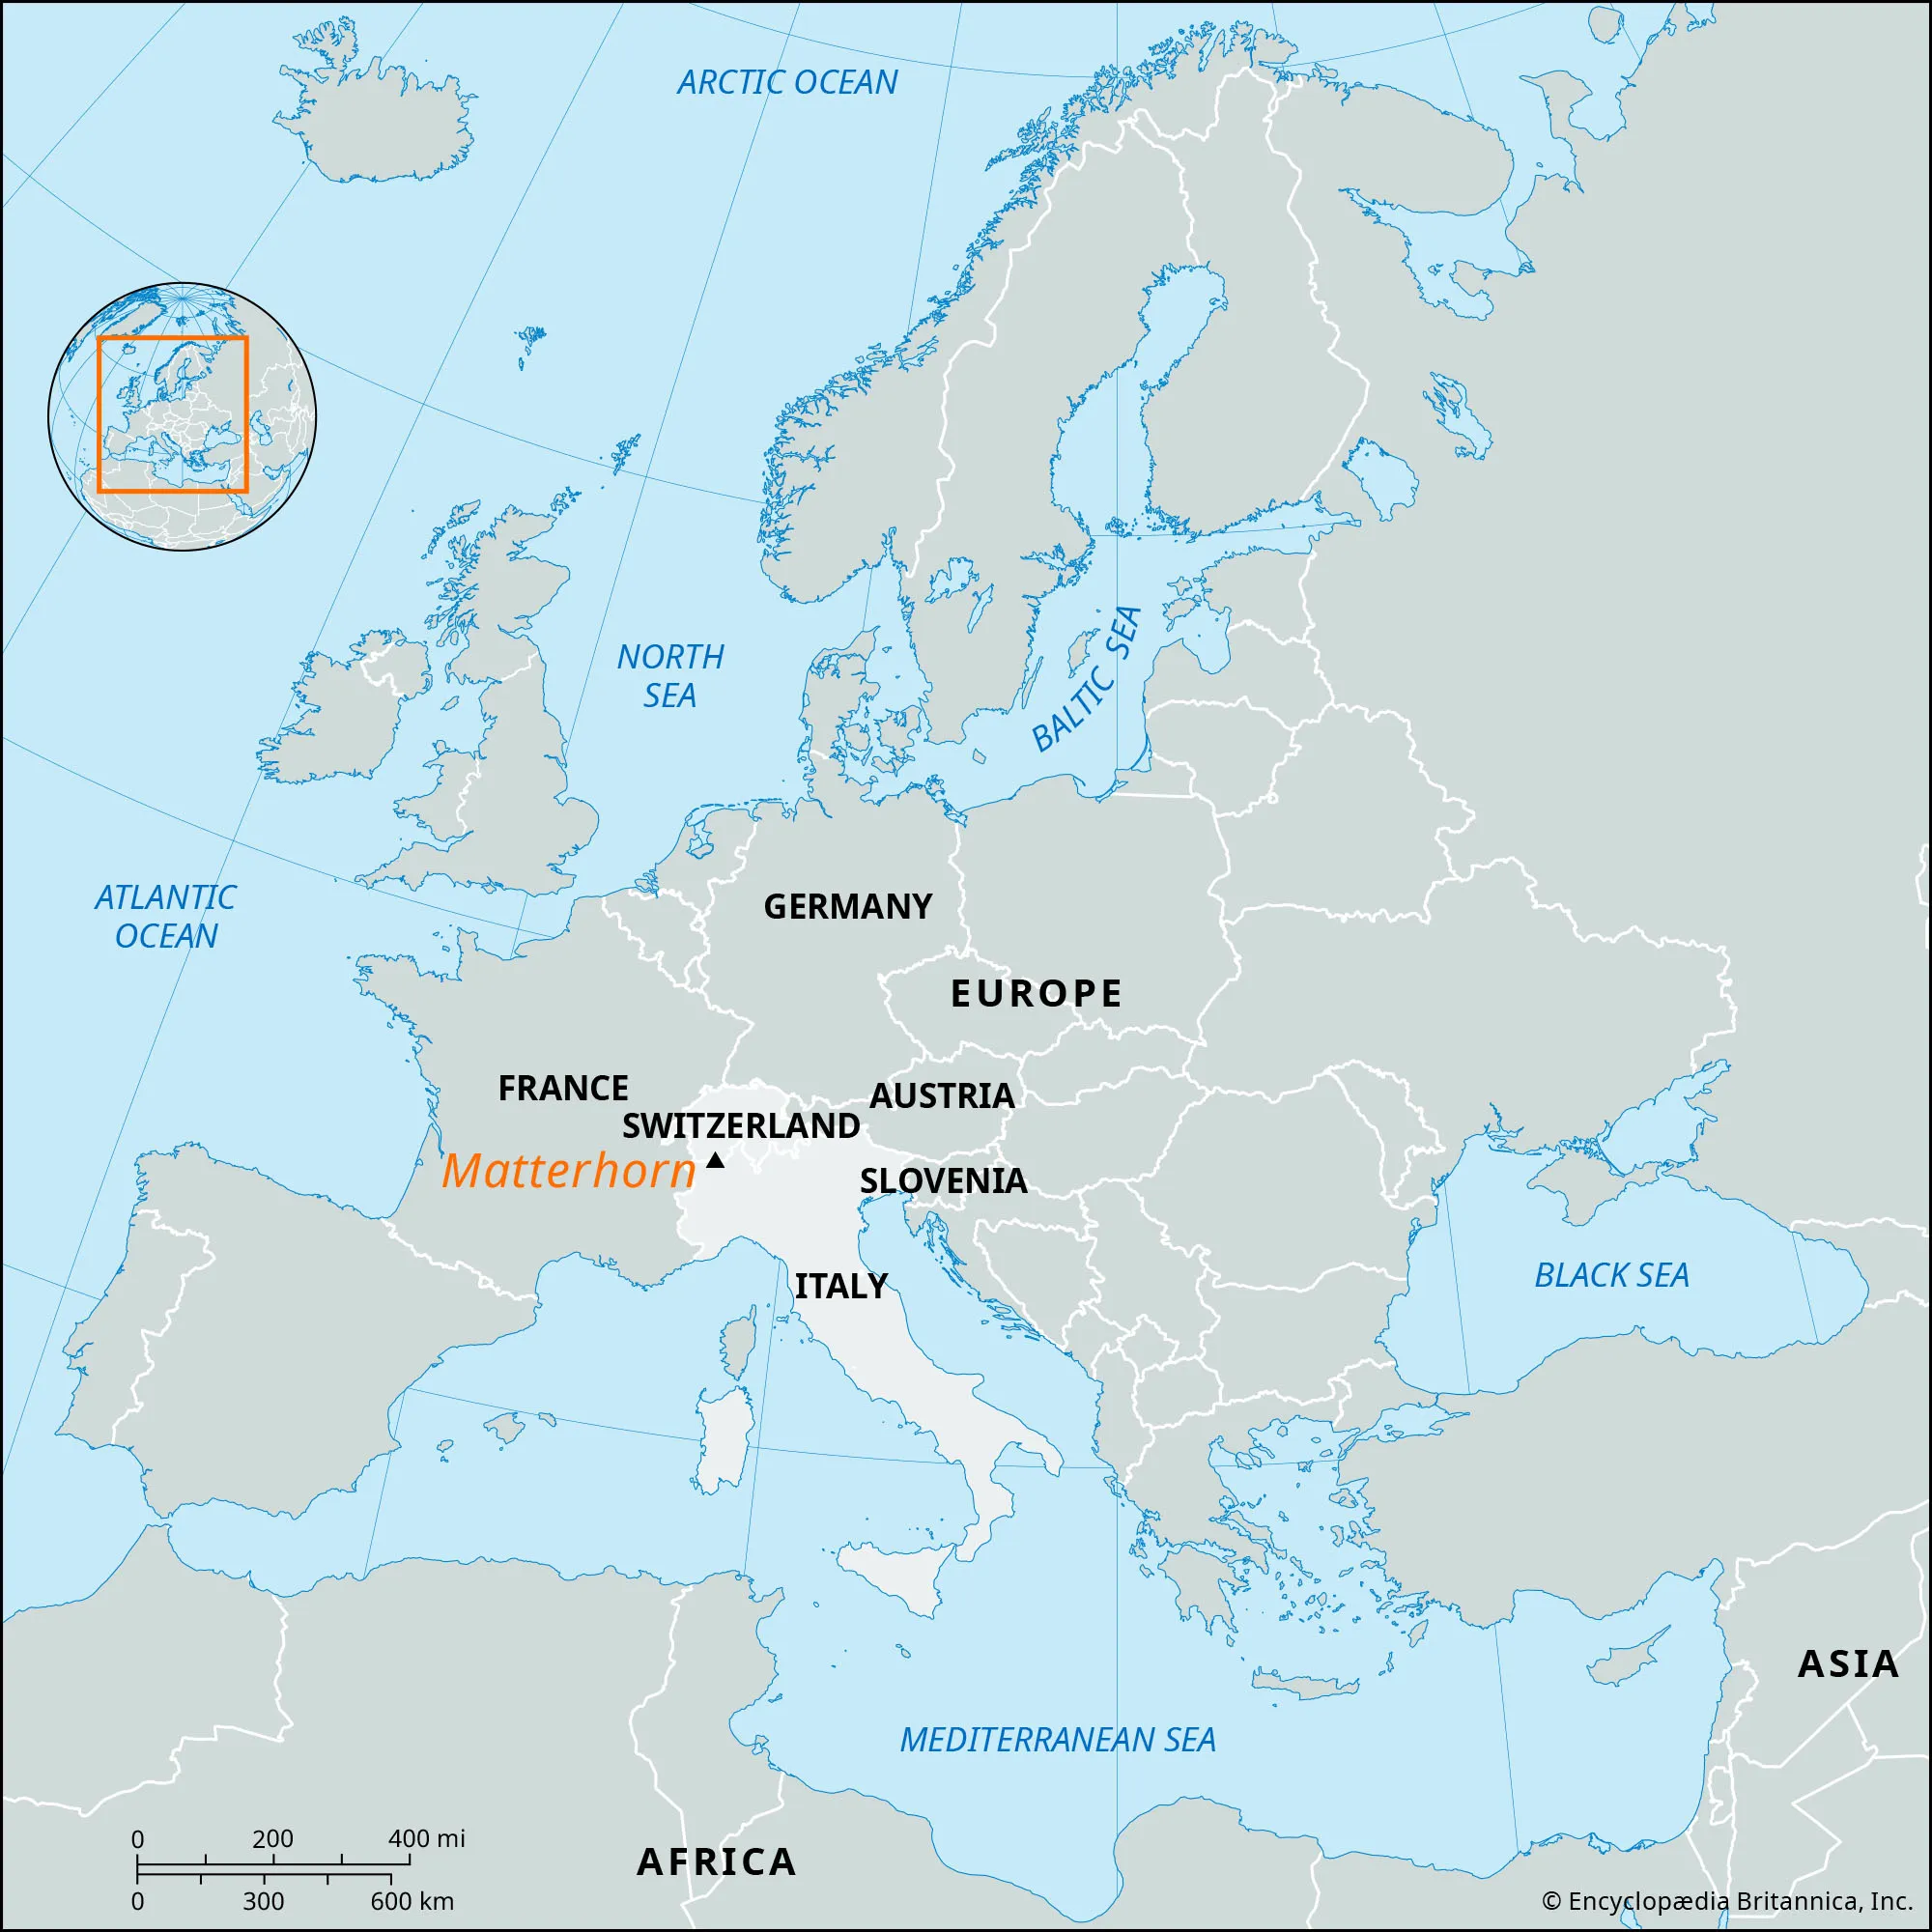 ARCTIC OCEAN
NORTH
SEA
BALTIC SEA
ATLANTIC
OCEAN
GERMANY
EUROPE
FRANCE
AUSTRIA
SWITZERLAND
Matterhorn
SLOVENIA
ITALY
BLACK SEA
ASIA
MEDITERRANEAN SEA
AFRICA
0 200 400 mi
0 300 600 km
© Encyclopædia Britannica, Inc.